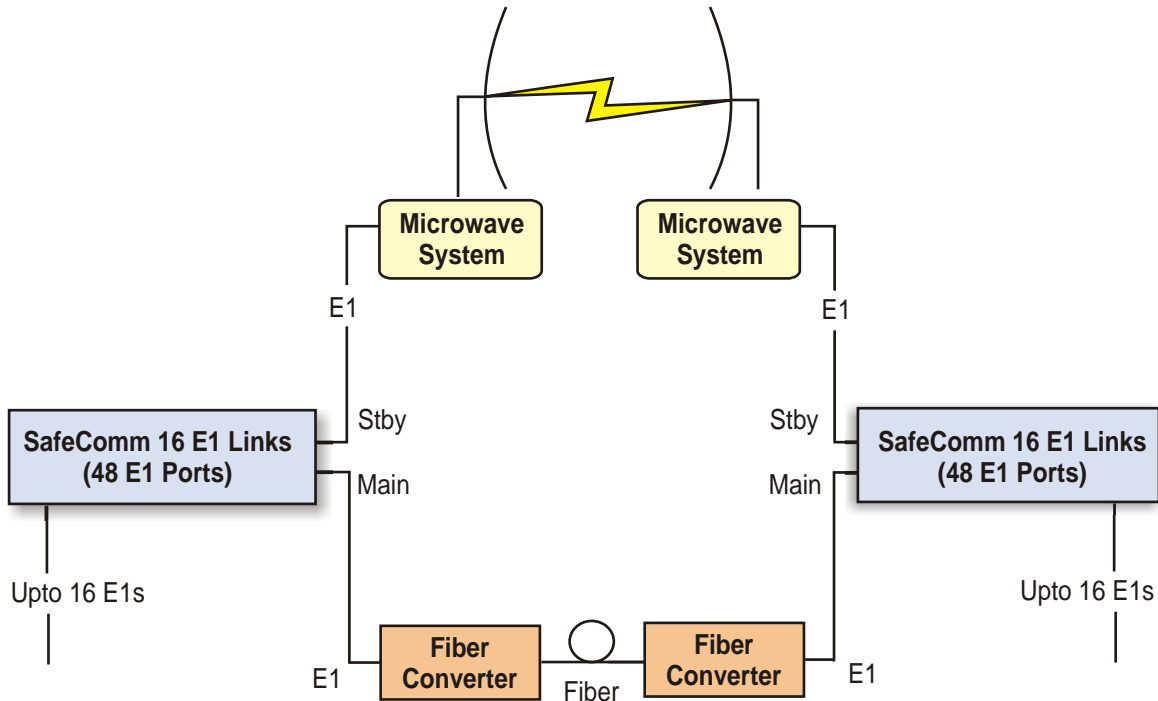 Microwave
System
Microwave
System
E1
E1
Stby
Stby
SafeComm 16 E1 Links
(48 E1 Ports)
SafeComm 16 E1 Links
(48 E1 Ports)
Main
Main
Upto 16 E1s
Upto 16 E1s
Fiber
Converter
Fiber
Converter
E1
Fiber
E1